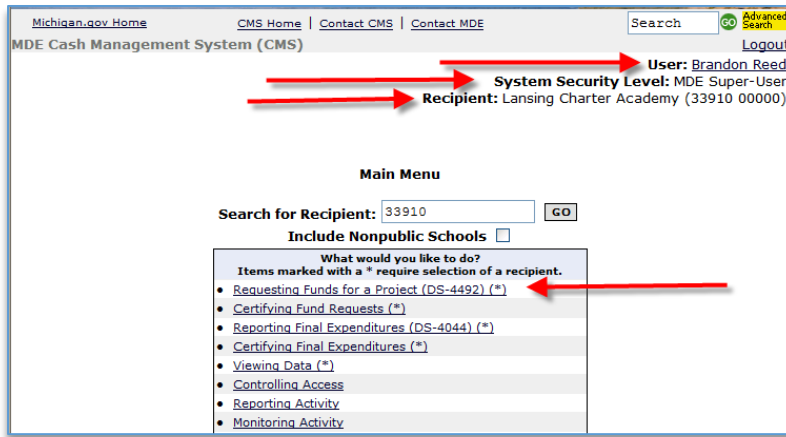 Michigan.gov Home CMS Home | Contact CMS | Contact MDE Search GO Advanced Search
MDE Cash Management System (CMS) Logout
User: Brandon Reed
System Security Level: MDE Super-User
Recipient: Lansing Charter Academy (33910 00000)
Main Menu
Search for Recipient: 33910 GO
Include Nonpublic Schools
What would you like to do?
Items marked with a * require selection of a recipient.
• Requesting Funds for a Project (DS-4492) (*)
• Certifying Fund Requests (*)
• Reporting Final Expenditures (DS-4044) (*)
• Certifying Final Expenditures (*)
• Viewing Data (*)
• Controlling Access
• Reporting Activity
• Monitoring Activity